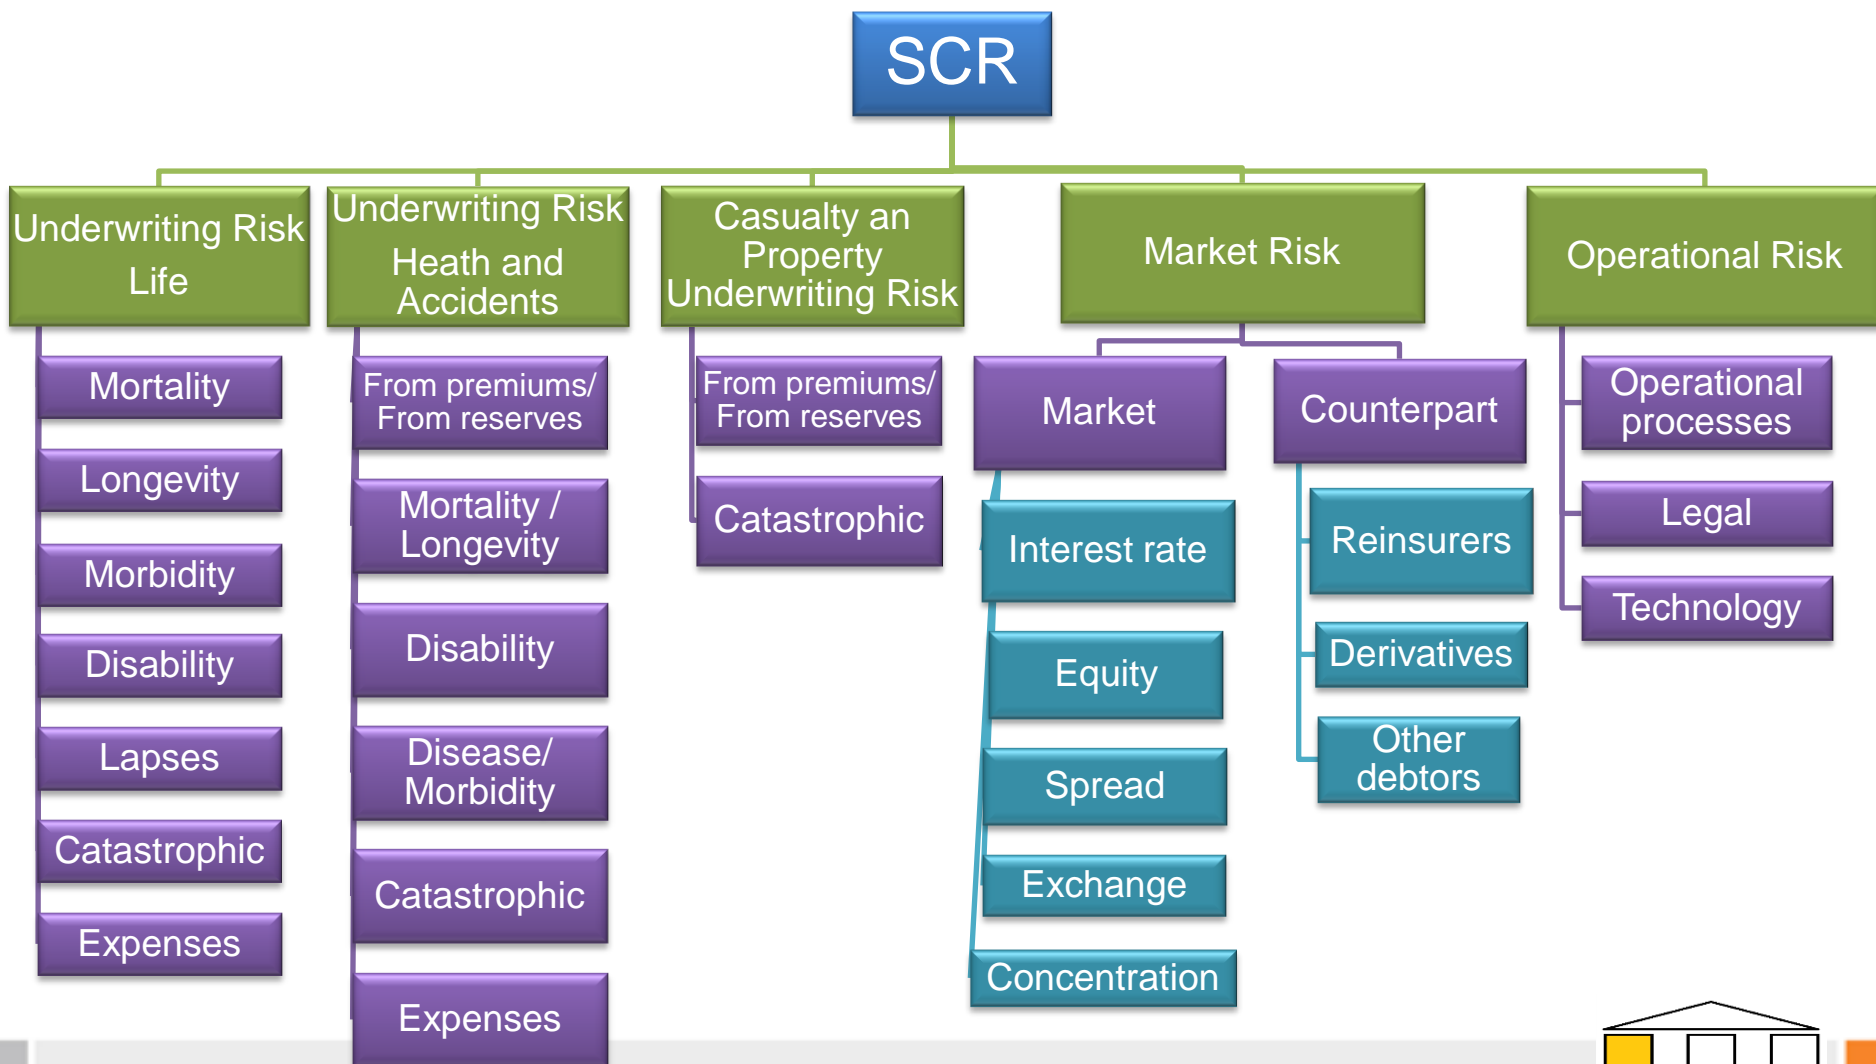 SCR
Underwriting Risk
Life
Mortality
Longevity
Morbidity
Disability
Lapses
Catastrophic
Expenses
Underwriting Risk
Heath and
Accidents
From premiums/
From reserves
Mortality /
Longevity
Disability
Disease/
Morbidity
Catastrophic
Expenses
Casualty an
Property
Underwriting Risk
From premiums/
From reserves
Catastrophic
Market Risk
Market
Interest rate
Equity
Spread
Exchange
Concentration
Counterpart
Reinsurers
Derivatives
Other
debtors
Operational Risk
Operational
processes
Legal
Technology